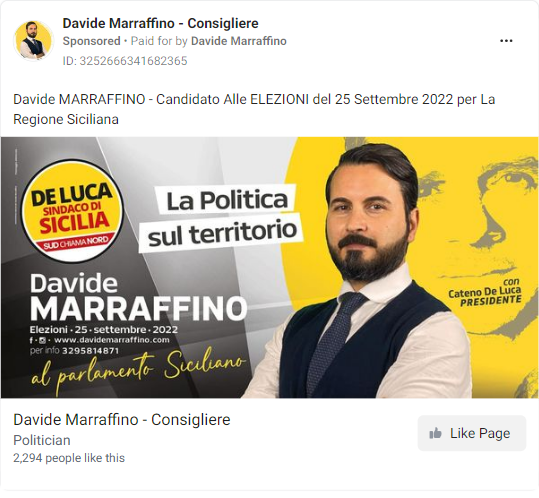 Davide Marraffino - Consigliere
Sponsored • Paid for by Davide Marraffino
ID: 3252666341682365
Davide MARRAFFINO - Candidato Alle ELEZIONI del 25 Settembre 2022 per La
Regione Siciliana
DE LUCA
SINDACO DI
SICILIA
SUD CHIAMA NORD
La Politica
sul territorio
Davide
MARRAFFINO
Elezioni • 25 • settembre • 2022
www.davidemarraffino.com
per info 3295814871
al parlamento Siciliano
con
Cateno De Luca
PRESIDENTE
Davide Marraffino - Consigliere
Politician
2,294 people like this
Like Page